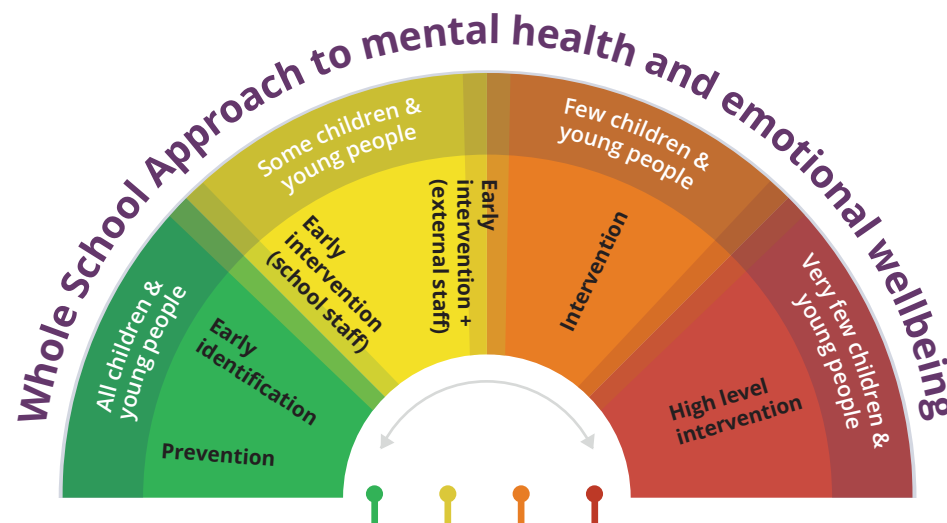 Whole School Approach to mental health and emotional wellbeing
All children &
young people
Some children &
young people
Few children &
young people
Very few children &
young people
Prevention
Early
identification
Early
intervention
(school staff)
Early
intervention +
(external staff)
Intervention
High level
intervention